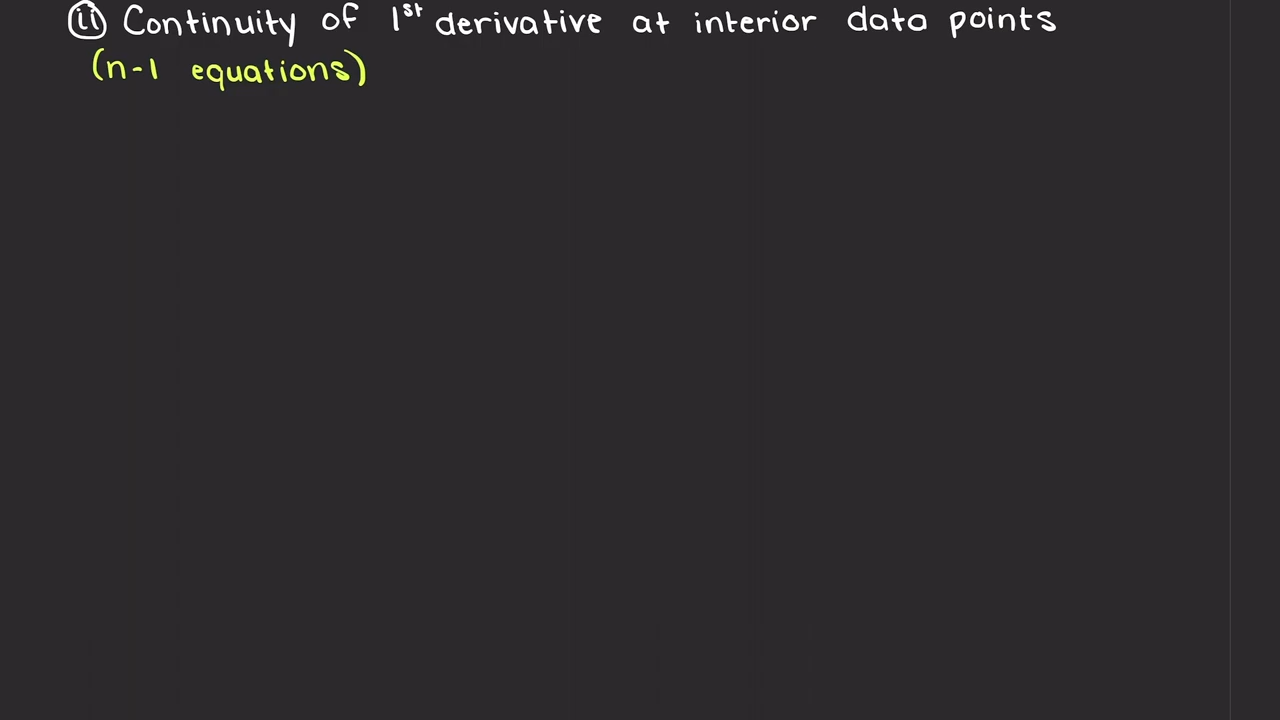 (ii) Continuity of 1st derivative at interior data points
(n-1 equations)